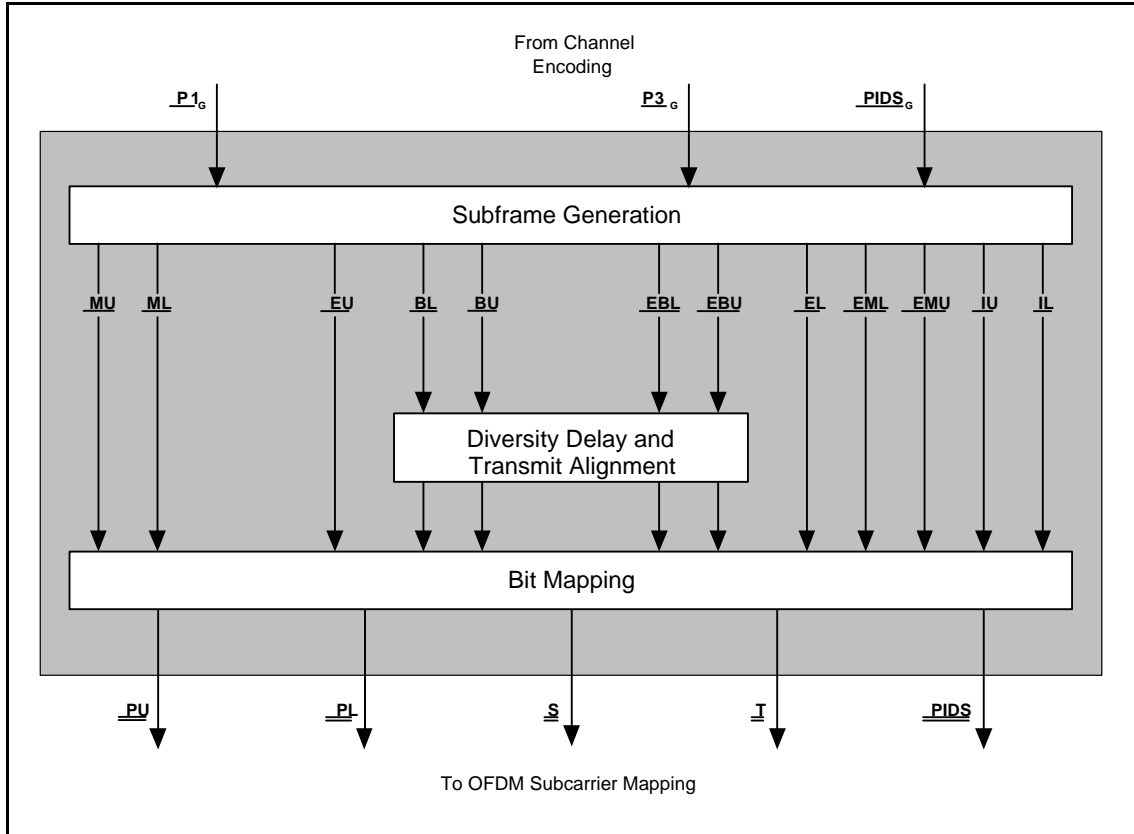 From Channel
Encoding
P1G P3G PIDSG
Subframe Generation
MU ML EU BL BU EBL EBU EL EML EMU IU IL
Diversity Delay and
Transmit Alignment
Bit Mapping
PU PL S T PIDS
To OFDM Subcarrier Mapping